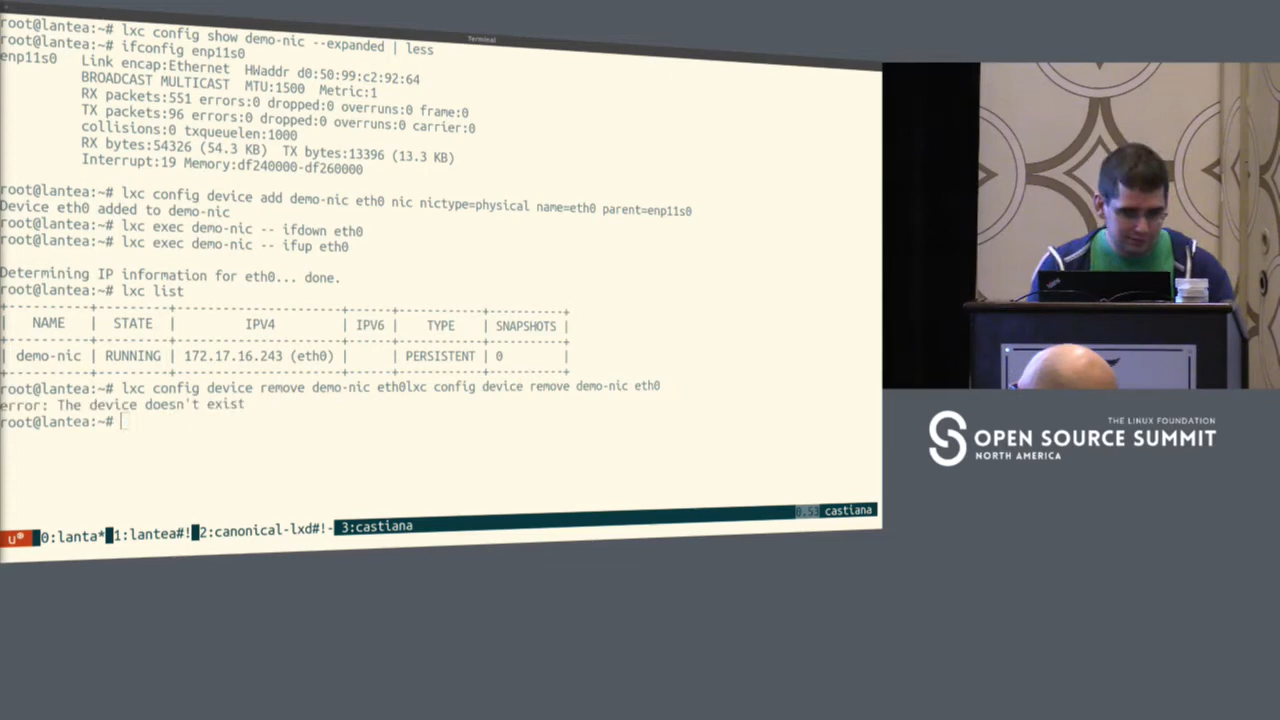 Terminal
root@lantea:~# lxc config show demo-nic --expanded | less
root@lantea:~# ifconfig enp11s0
enp11s0   Link encap:Ethernet  HWaddr d0:50:99:c2:92:64
          BROADCAST MULTICAST  MTU:1500  Metric:1
          RX packets:551 errors:0 dropped:0 overruns:0 frame:0
          TX packets:96 errors:0 dropped:0 overruns:0 carrier:0
          collisions:0 txqueuelen:1000
          RX bytes:54326 (54.3 KB)  TX bytes:13396 (13.3 KB)
          Interrupt:19 Memory:df240000-df260000
root@lantea:~# lxc config device add demo-nic eth0 nic nictype=physical name=eth0 parent=enp11s0
Device eth0 added to demo-nic
root@lantea:~# lxc exec demo-nic -- ifdown eth0
root@lantea:~# lxc exec demo-nic -- ifup eth0
Determining IP information for eth0... done.
root@lantea:~# lxc list
| NAME | STATE | IPV4 | IPV6 | TYPE | SNAPSHOTS |
| demo-nic | RUNNING | 172.17.16.243 (eth0) | | PERSISTENT | 0 |
root@lantea:~# lxc config device remove demo-nic eth0lxc config device remove demo-nic eth0
error: The device doesn't exist
root@lantea:~#
u 0:lanta* 1:lantea#! 2:canonical-lxd#!- 3:castiana 0.53 castiana
THE LINUX FOUNDATION
OPEN SOURCE SUMMIT
NORTH AMERICA